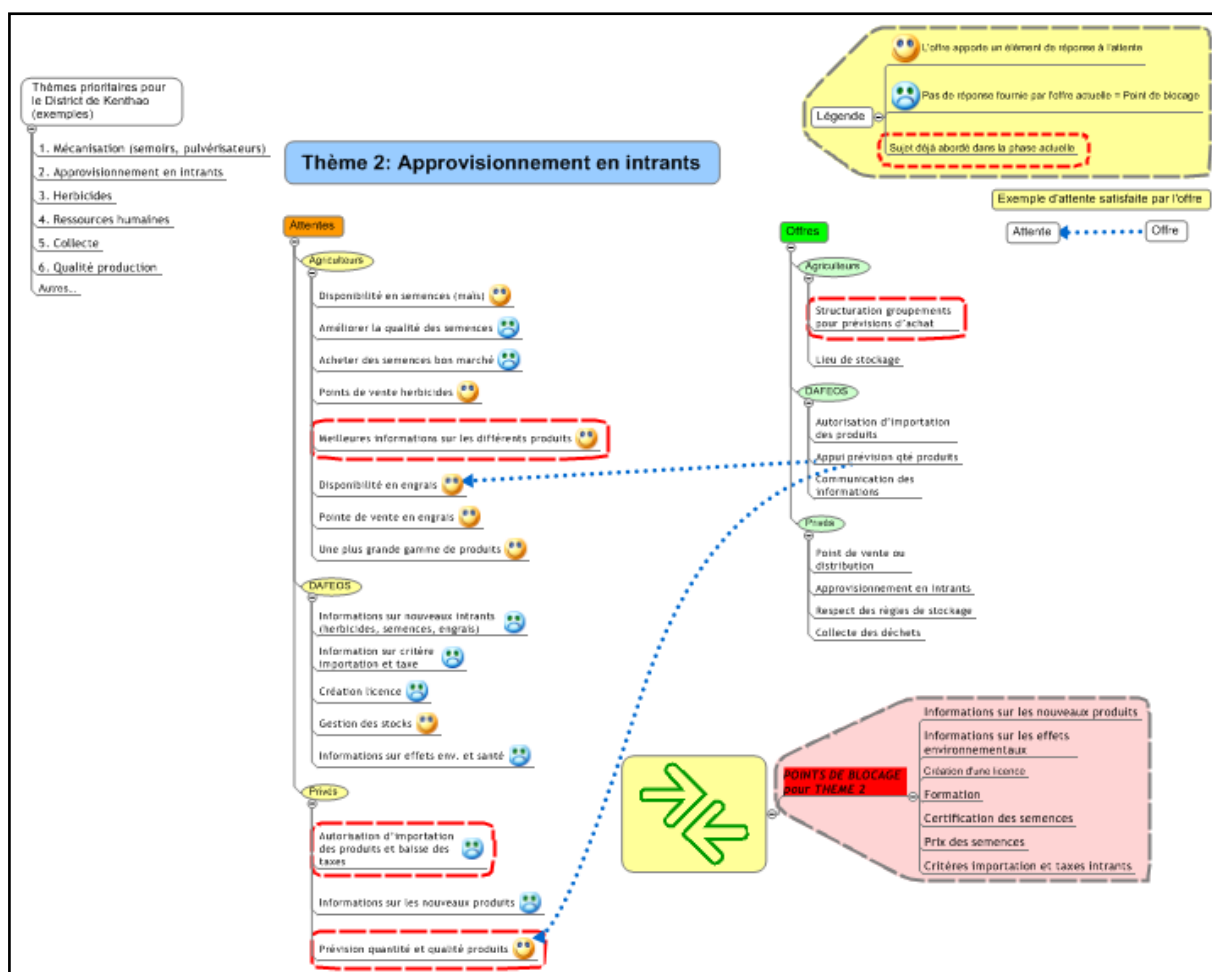 Thèmes prioritaires pour
le District de Kenthao
(exemples)
1. Mécanisation (semoirs, pulvérisateurs)
2. Approvisionnement en intrants
3. Herbicides
4. Ressources humaines
5. Collecte
6. Qualité production
Autres...
Thème 2: Approvisionnement en intrants
Légende
L'offre apporte un élément de réponse à l'attente
Pas de réponse fournie par l'offre actuelle = Point de blocage
Sujet déjà abordé dans la phase actuelle
Exemple d'attente satisfaite par l'offre
Attente
Offre
Attentes
Agriculteurs
Disponibilité en semences (maïs)
Améliorer la qualité des semences
Acheter des semences bon marché
Points de vente herbicides
Meilleures informations sur les différents produits
Disponibilité en engrais
Pointe de vente en engrais
Une plus grande gamme de produits
DAFEOS
Informations sur nouveaux intrants
(herbicides, semences, engrais)
Information sur critère
importation et taxe
Création licence
Gestion des stocks
Informations sur effets env. et santé
Privés
Autorisation d'importation
des produits et baisse des
taxes
Informations sur les nouveaux produits
Prévision quantité et qualité produits
Offres
Agriculteurs
Structuration groupements
pour prévisions d'achat
Lieu de stockage
DAFEOS
Autorisation d'importation
des produits
Appui prévision qté produits
Communication des
informations
Privés
Point de vente ou
distribution
Approvisionnement en intrants
Respect des règles de stockage
Collecte des déchets
POINTS DE BLOCAGE
pour THEME 2
Informations sur les nouveaux produits
Informations sur les effets
environnementaux
Création d'une licence
Formation
Certification des semences
Prix des semences
Critères importation et taxes intrants